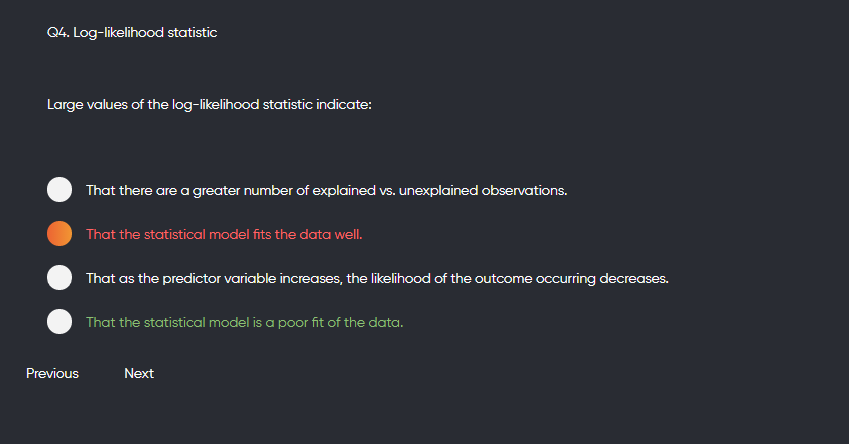 Q4. Log-likelihood statistic
Large values of the log-likelihood statistic indicate:
That there are a greater number of explained vs. unexplained observations.
That the statistical model fits the data well.
That as the predictor variable increases, the likelihood of the outcome occurring decreases.
That the statistical model is a poor fit of the data.
Previous Next